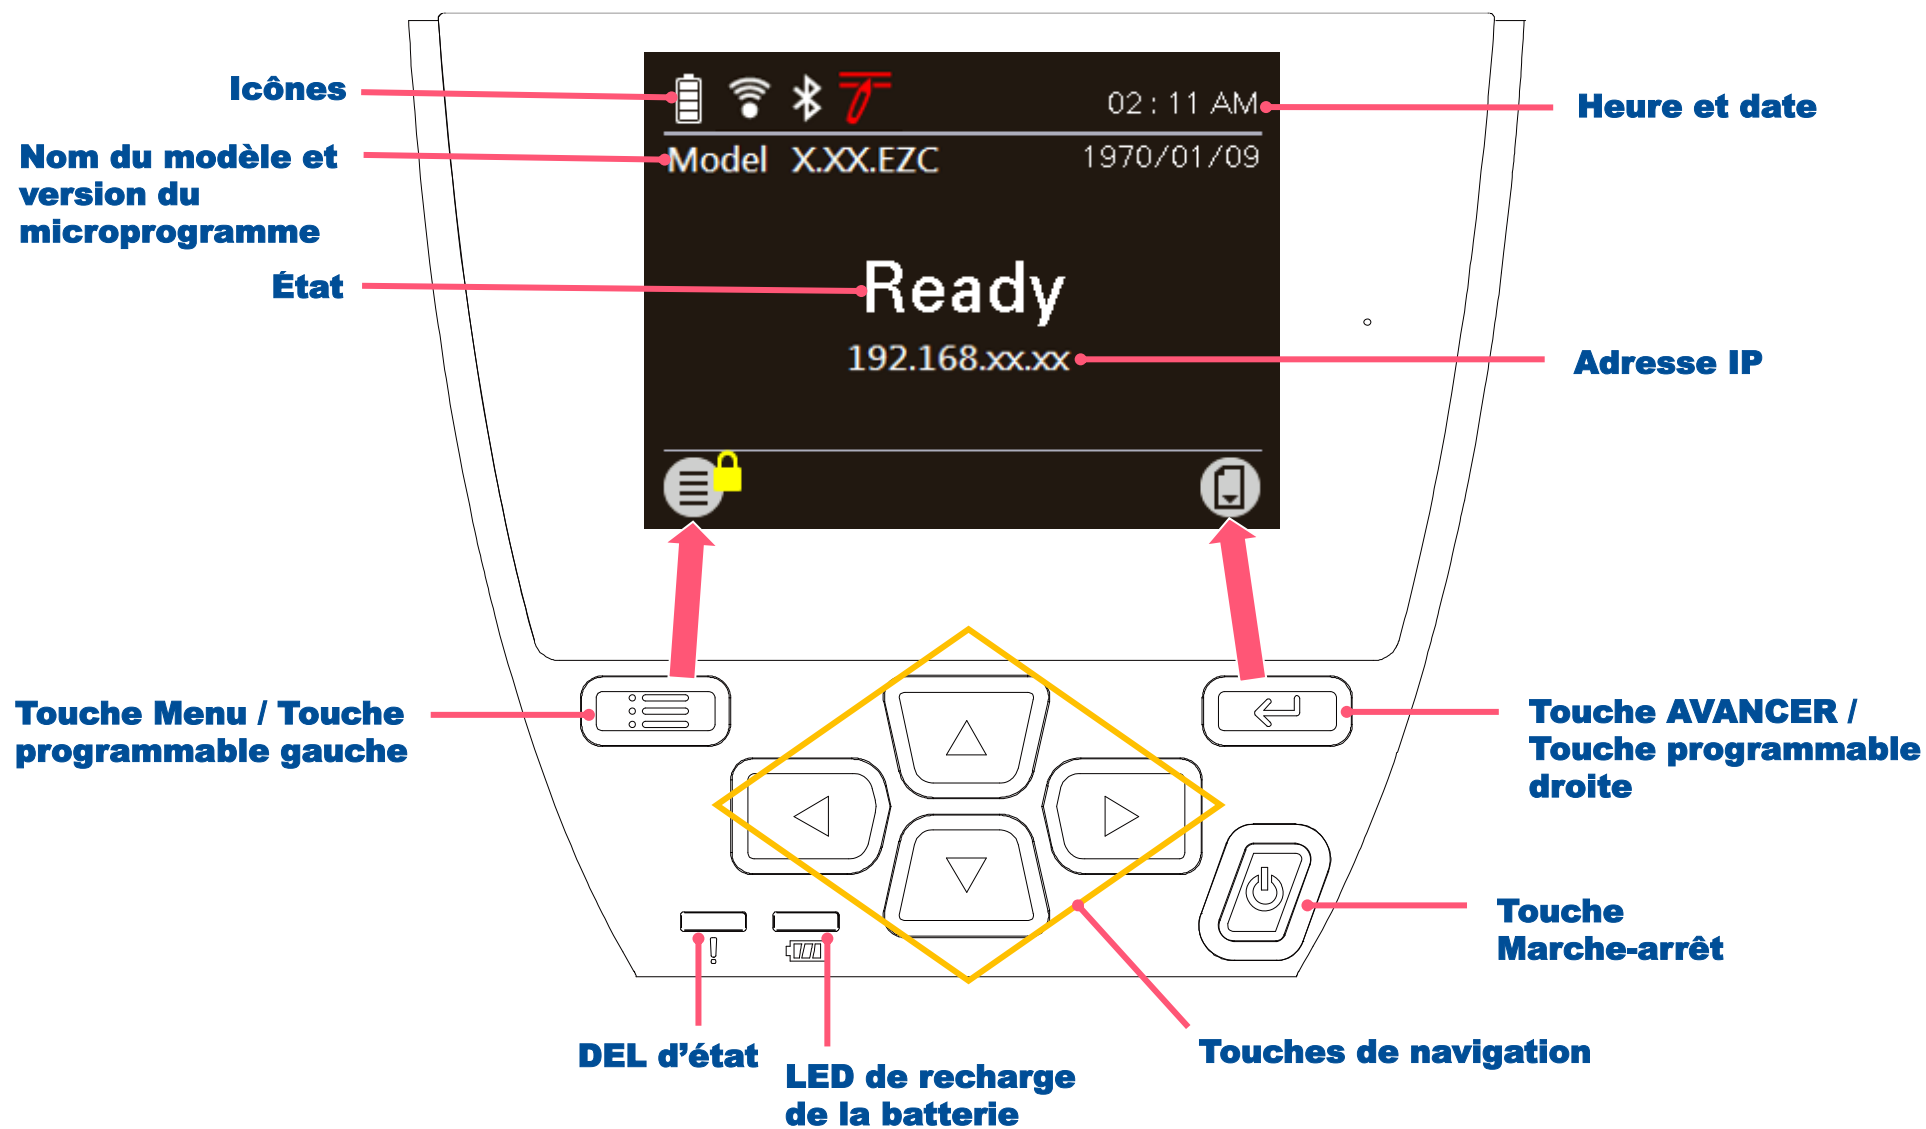 Icônes
02 : 11 AM
Heure et date
Nom du modèle et
version du
microprogramme
Model X.XX.EZC
1970/01/09
État
Ready
192.168.xx.xx
Adresse IP
Touche Menu / Touche
programmable gauche
Touche AVANCER /
Touche programmable
droite
Touche
Marche-arrêt
!
DEL d’état
LED de recharge
de la batterie
Touches de navigation